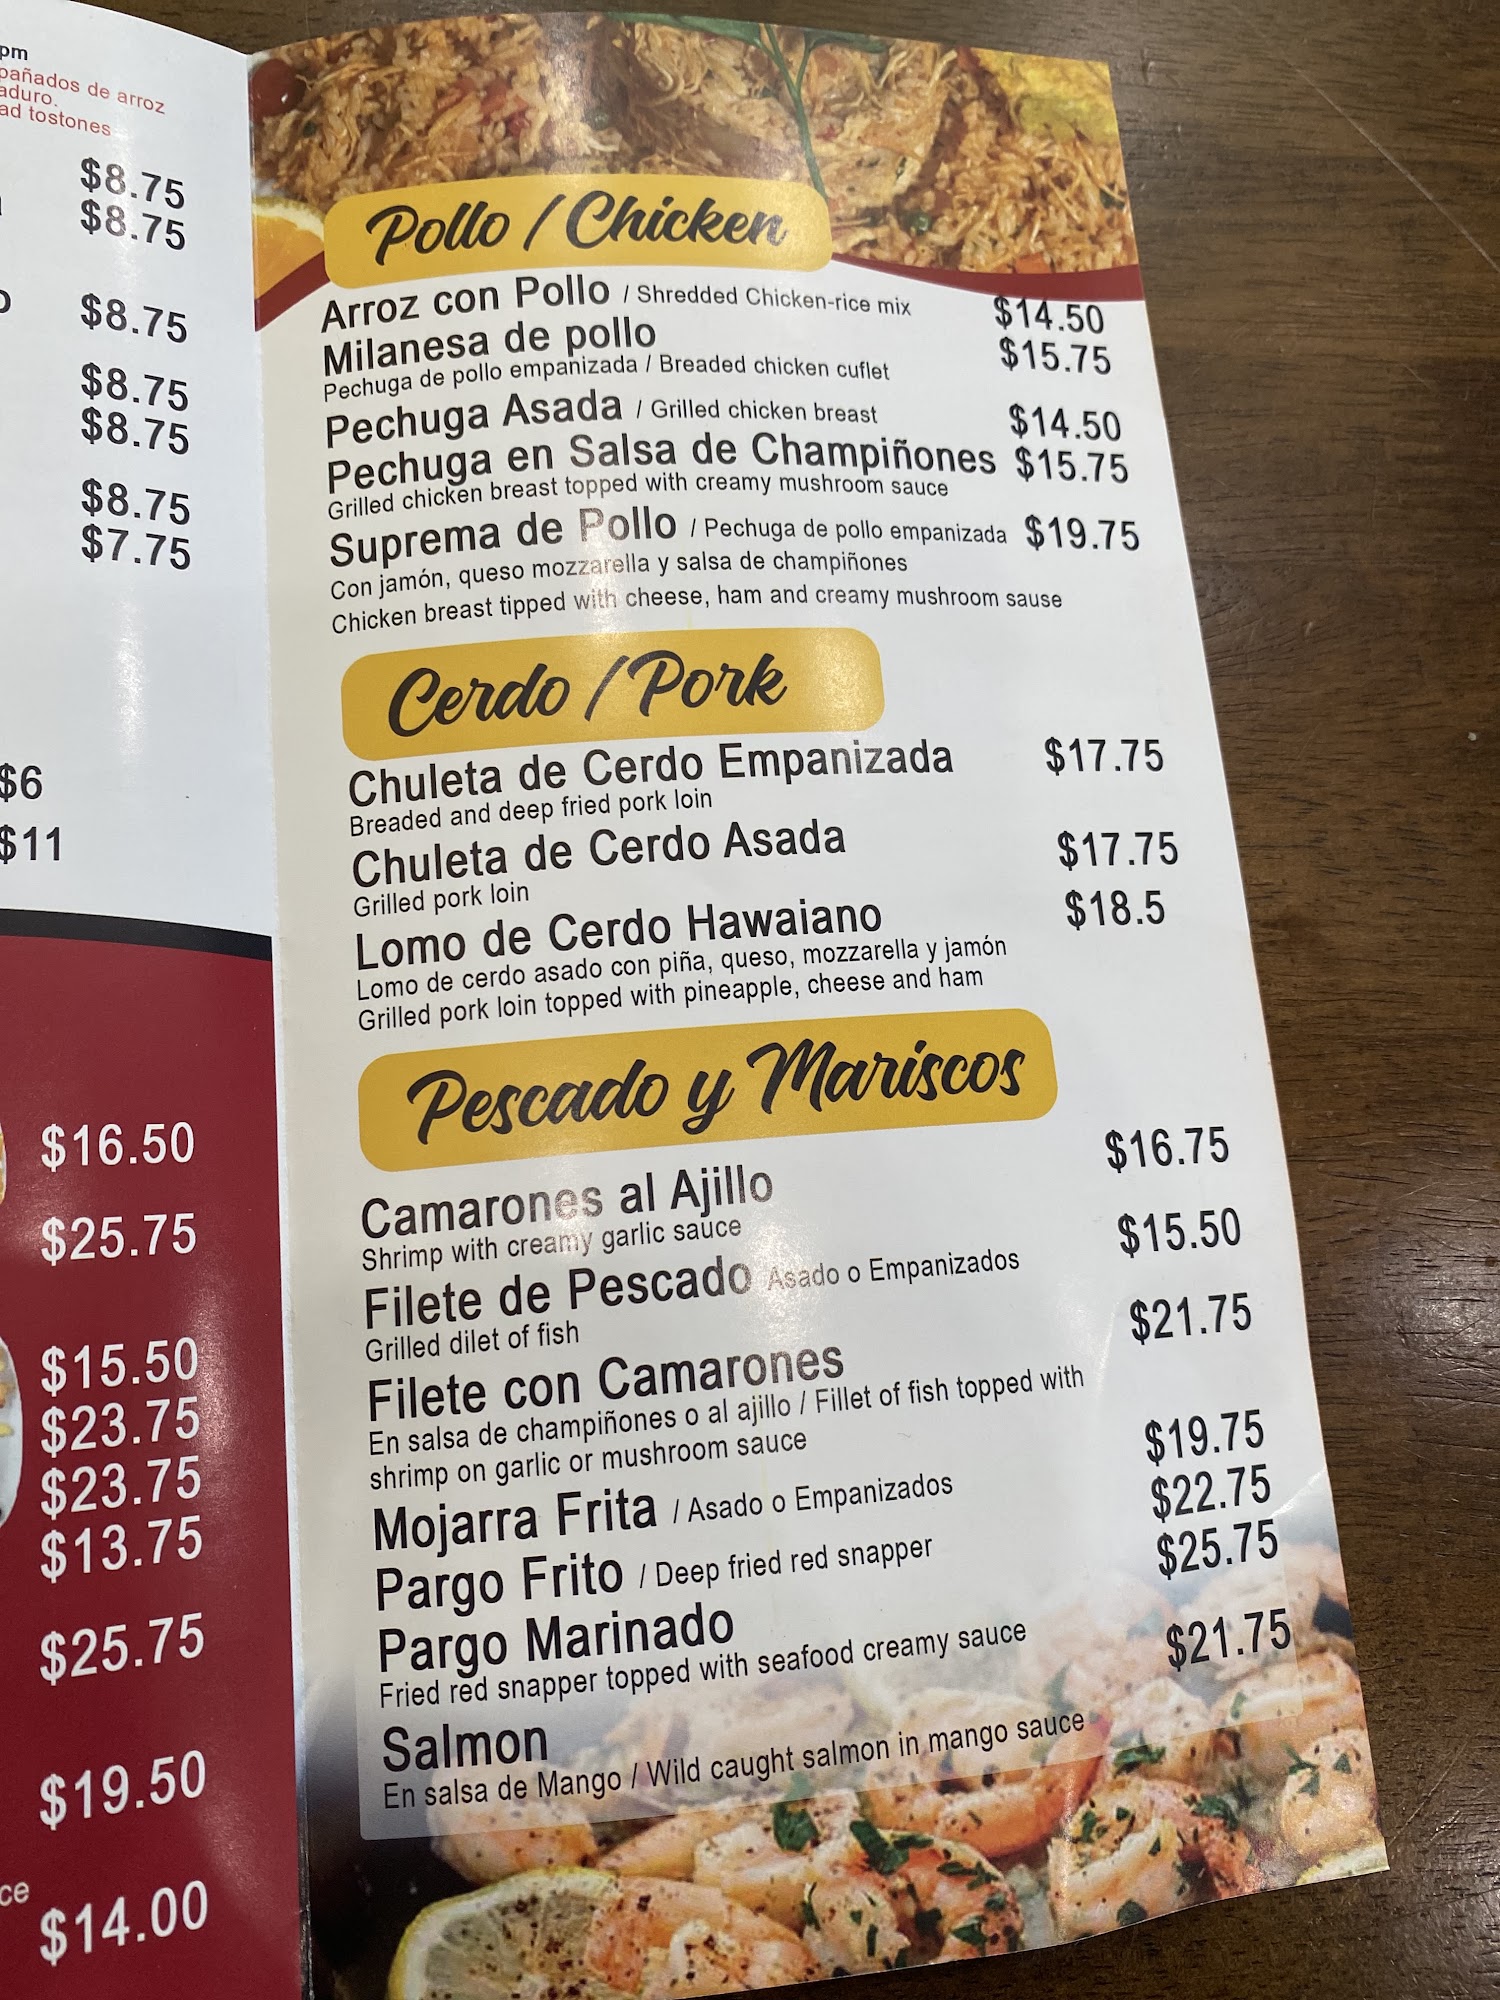 pm
pañados de arroz
aduro.
ad tostones
$8.75
$8.75
$8.75
$8.75
$8.75
$8.75
$7.75
$6
$11
$16.50
$25.75
$15.50
$23.75
$23.75
$13.75
$25.75
$19.50
ce
$14.00
Pollo / Chicken
Arroz con Pollo / Shredded Chicken-rice mix $14.50
Milanesa de pollo $15.75
Pechuga de pollo empanizada / Breaded chicken cuflet
Pechuga Asada / Grilled chicken breast $14.50
Pechuga en Salsa de Champiñones $15.75
Grilled chicken breast topped with creamy mushroom sauce
Suprema de Pollo / Pechuga de pollo empanizada $19.75
Con jamón, queso mozzarella y salsa de champiñones
Chicken breast tipped with cheese, ham and creamy mushroom sause
Cerdo / Pork
Chuleta de Cerdo Empanizada $17.75
Breaded and deep fried pork loin
Chuleta de Cerdo Asada $17.75
Grilled pork loin
Lomo de Cerdo Hawaiano $18.5
Lomo de cerdo asado con piña, queso, mozzarella y jamón
Grilled pork loin topped with pineapple, cheese and ham
Pescado y Mariscos
Camarones al Ajillo $16.75
Shrimp with creamy garlic sauce
Filete de Pescado Asado o Empanizados $15.50
Grilled dilet of fish
Filete con Camarones $21.75
En salsa de champiñones o al ajillo / Fillet of fish topped with
shrimp on garlic or mushroom sauce
Mojarra Frita / Asado o Empanizados $19.75
Pargo Frito / Deep fried red snapper $22.75
Pargo Marinado $25.75
Fried red snapper topped with seafood creamy sauce
Salmon $21.75
En salsa de Mango / Wild caught salmon in mango sauce